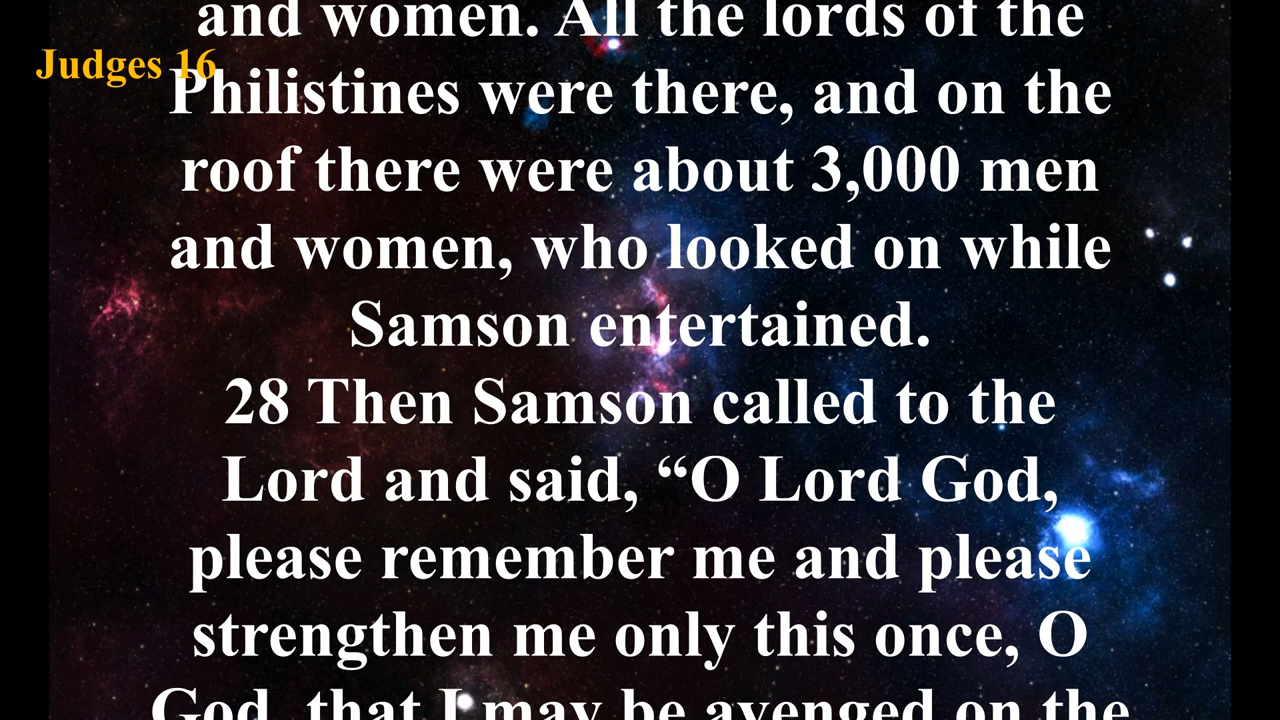 and women. All the lords of the
Judges 16
Philistines were there, and on the
roof there were about 3,000 men
and women, who looked on while
Samson entertained.
28 Then Samson called to the
Lord and said, “O Lord God,
please remember me and please
strengthen me only this once, O
God, that I may be avenged on the